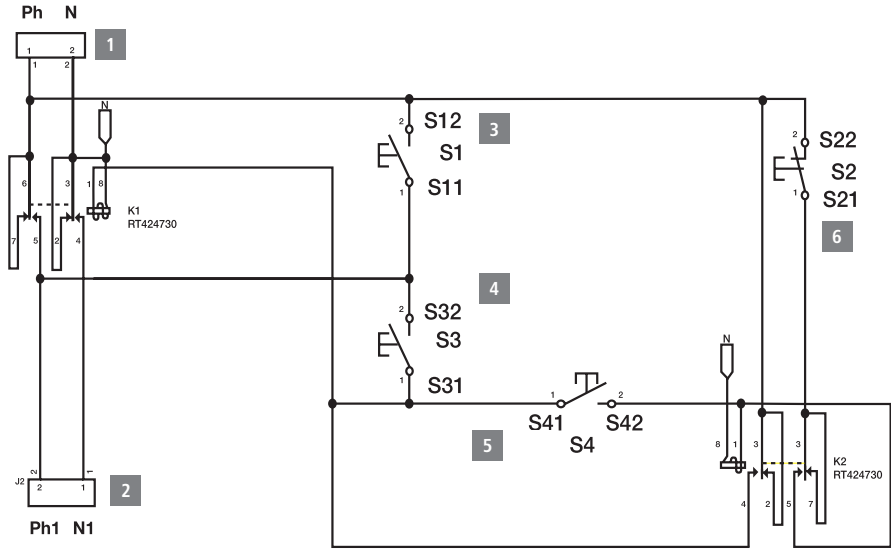 Ph N
1
1 2
1 2
N
2 S12
3
S1
1 S11
6 3 1 8
K1
RT424730
7 5 2 4
2 S22
S2
1 S21
6
4
2 S32
S3
1 S31
N
1 2
S41 S42
S4
5
8 1 3 3
K2
RT424730
4 2 5 7
2 1
J2 2 1
2
Ph1 N1